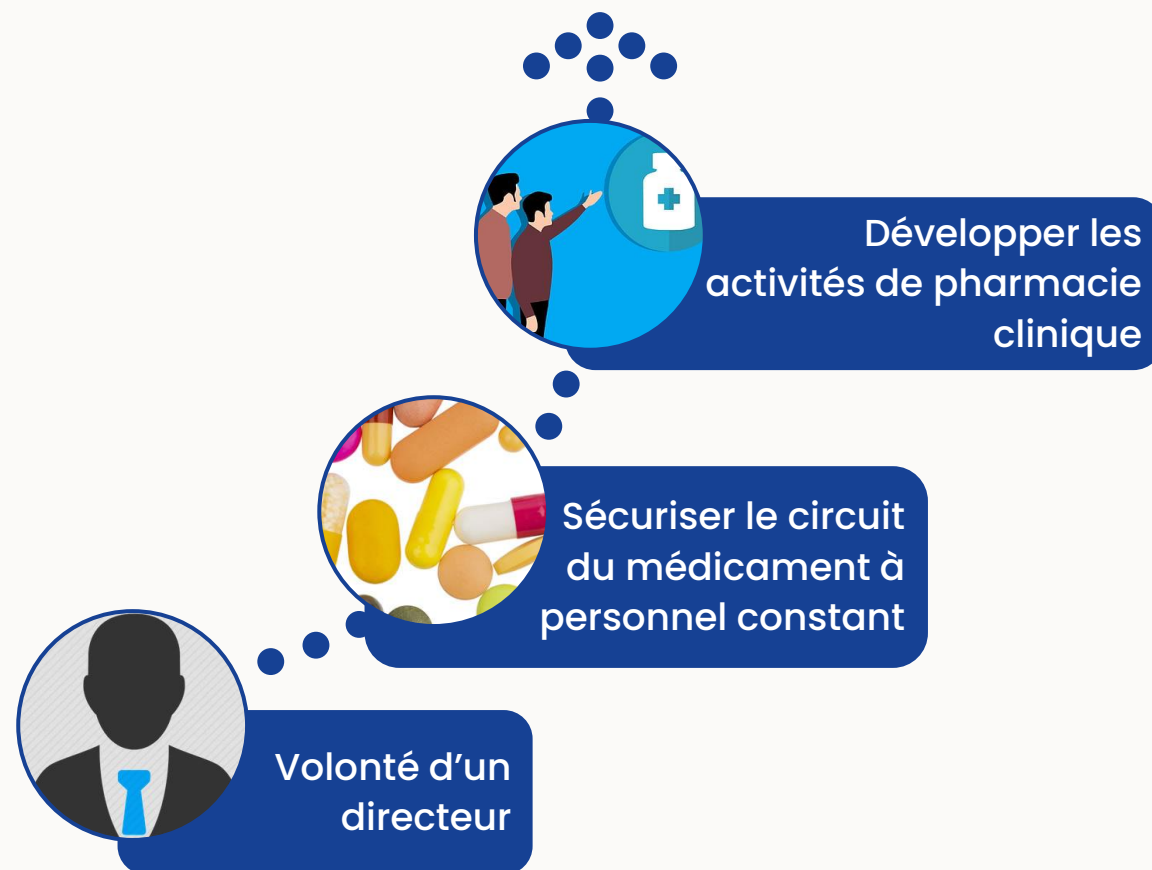 Développer les
activités de pharmacie
clinique
Sécuriser le circuit
du médicament à
personnel constant
Volonté d’un
directeur